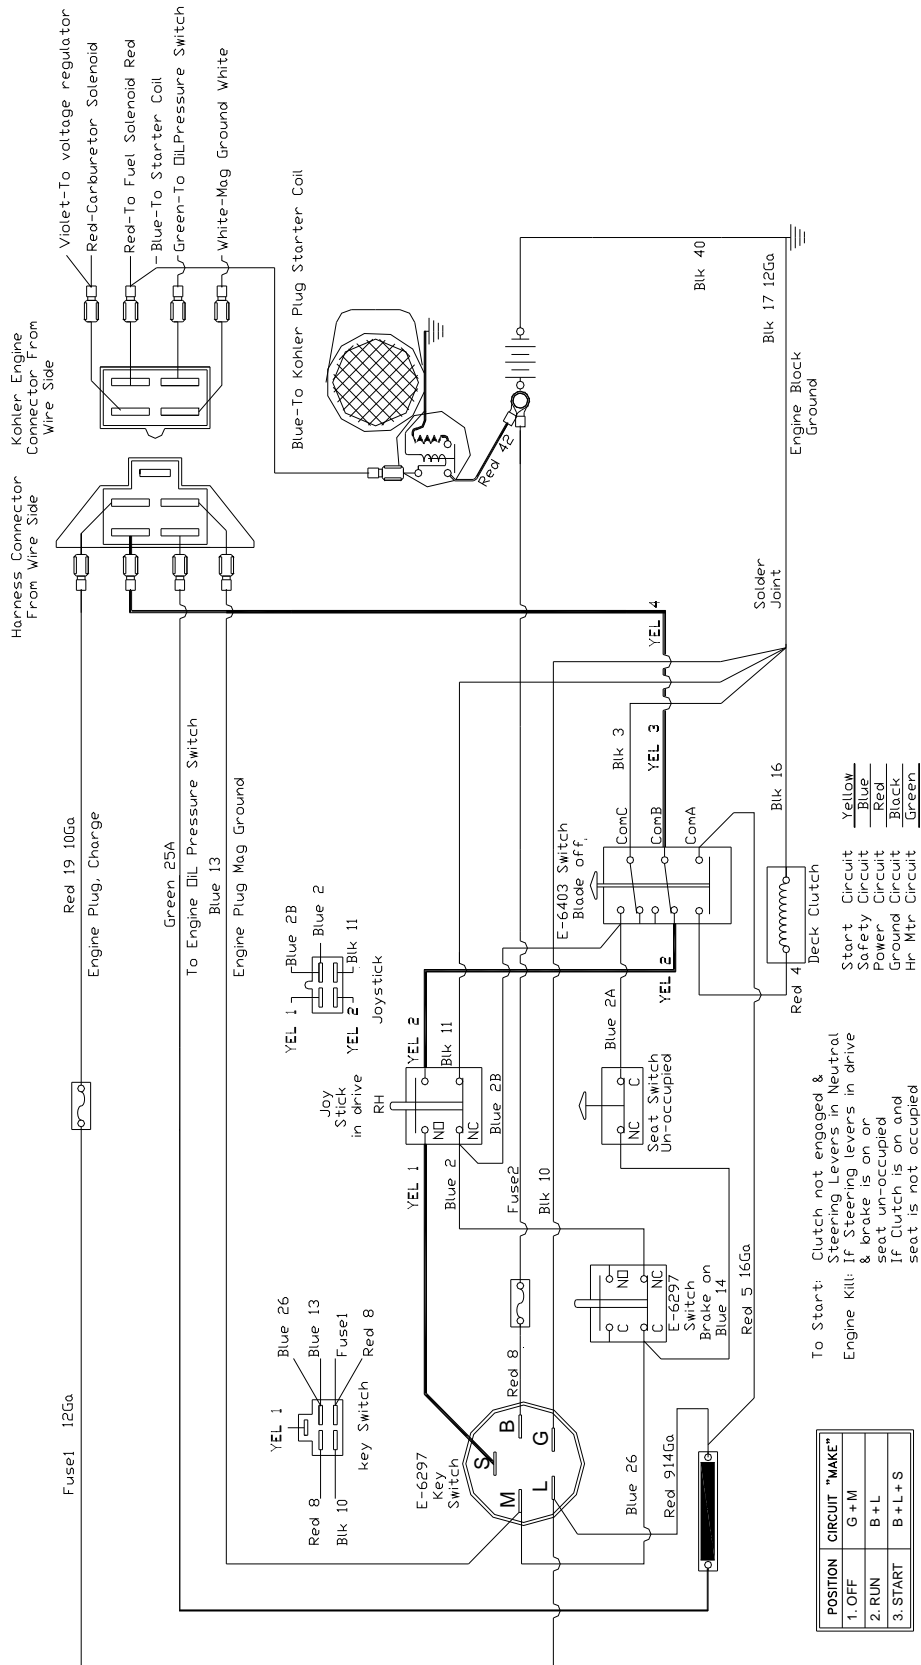 Violet-To voltage regulator
Red-Carburetor Solenoid
Red-To Fuel Solenoid Red
Blue-To Starter Coil
Green-To OILPressure Switch
White-Mag Ground White
Kohler Engine
Connector From
Wire Side
Harness Connector
From Wire Side
Blue-To Kohler Plug Starter Coil
Red 42
Blk 40
Blk 17 12Ga
Engine Block
Ground
Solder
Joint
Fuse1 12Ga
Red 19 10Ga
Engine Plug, Charge
Green 25A
To Engine OIL Pressure Switch
Blue 13
Engine Plug Mag Ground
YEL 4
YEL 3
Blk 3
Blk 16
E-6403 Switch
Blade off.
ComC
ComB
ComA
YEL 2
Blue 2A
Red 4
Deck Clutch
YEL 1
Blue 2B
Blue 2
YEL 2
Blk 11
Joystick
Joy
Stick
in drive
RH
NO
NC
YEL 2
Blk 11
Blue 2B
YEL 1
Blue 2
Fuse2
Blk 10
NC
C
Seat Switch
Un-occupied
C
NO
C
NC
E-6297
Switch
Brake on
Blue 14
Red 5 16Ga
YEL 1
Blue 26
Blue 13
Fuse1
Red 8
Red 8
Blk 10
key Switch
E-6297
Key
Switch
S
B
M
G
L
Red 8
Blue 26
Red 914Ga
Start Circuit Yellow
Safety Circuit Blue
Power Circuit Red
Ground Circuit Black
Hr Mtr Circuit Green
To Start: Clutch not engaged &
Steering Levers in Neutral
Engine Kill: If Steering levers in drive
& brake is on or
seat un-occupied
If Clutch is on and
seat is not occupied
POSITION CIRCUIT "MAKE"
1. OFF G + M
2. RUN B + L
3. START B + L + S